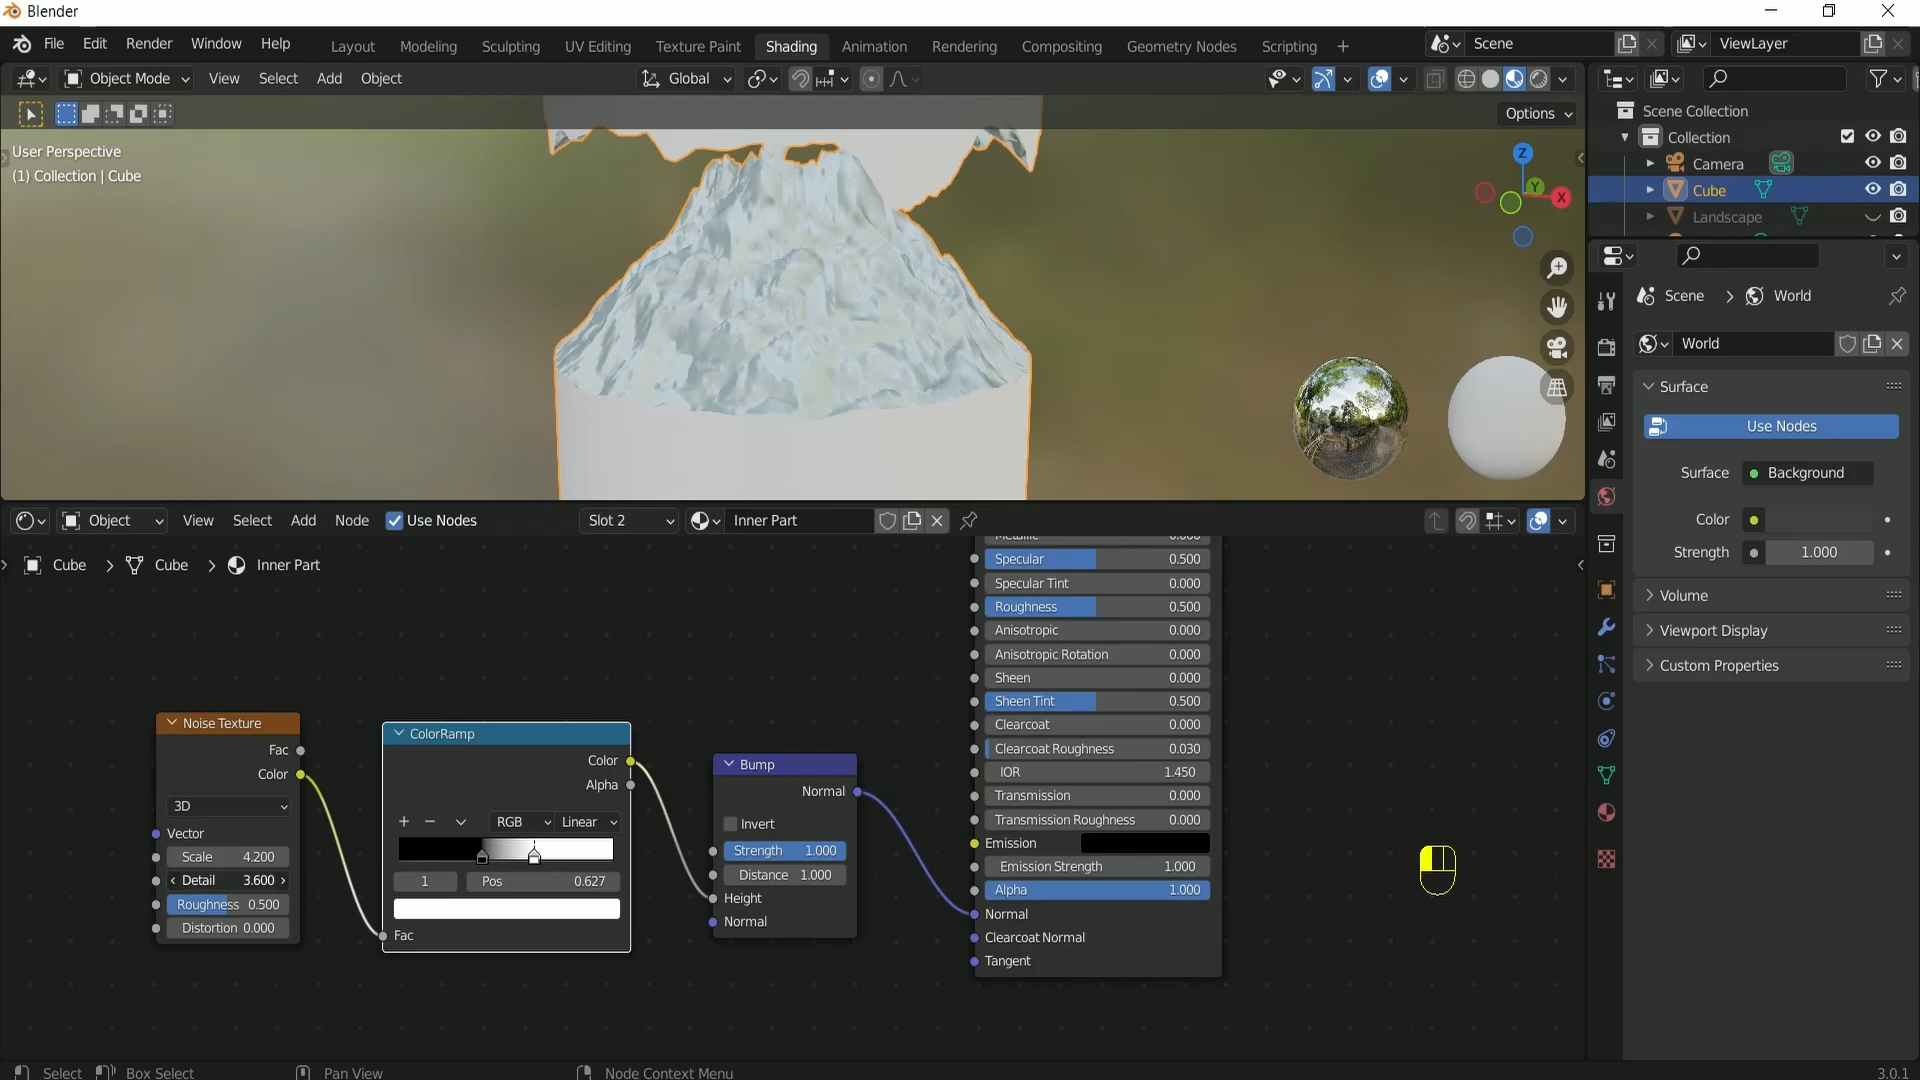 Blender
File Edit Render Window Help
Layout Modeling Sculpting UV Editing Texture Paint Shading Animation Rendering Compositing Geometry Nodes Scripting +
Scene
ViewLayer
Object Mode View Select Add Object
Global
Options
User Perspective
(1) Collection | Cube
Z
Y
X
Scene Collection
Collection
Camera
Cube
Landscape
Scene > World
World
Surface
Use Nodes
Surface Background
Color
Strength 1.000
Volume
Viewport Display
Custom Properties
Object View Select Add Node Use Nodes
Slot 2
Inner Part
Cube > Cube > Inner Part
Noise Texture
Fac
Color
3D
Vector
Scale 4.200
Detail 3.600
Roughness 0.500
Distortion 0.000
ColorRamp
Color
Alpha
+ − RGB Linear
1 Pos 0.627
Fac
Bump
Normal
Invert
Strength 1.000
Distance 1.000
Height
Normal
Metallic 0.000
Specular 0.500
Specular Tint 0.000
Roughness 0.500
Anisotropic 0.000
Anisotropic Rotation 0.000
Sheen 0.000
Sheen Tint 0.500
Clearcoat 0.000
Clearcoat Roughness 0.030
IOR 1.450
Transmission 0.000
Transmission Roughness 0.000
Emission
Emission Strength 1.000
Alpha 1.000
Normal
Clearcoat Normal
Tangent
Select Box Select Pan View Node Context Menu 3.0.1